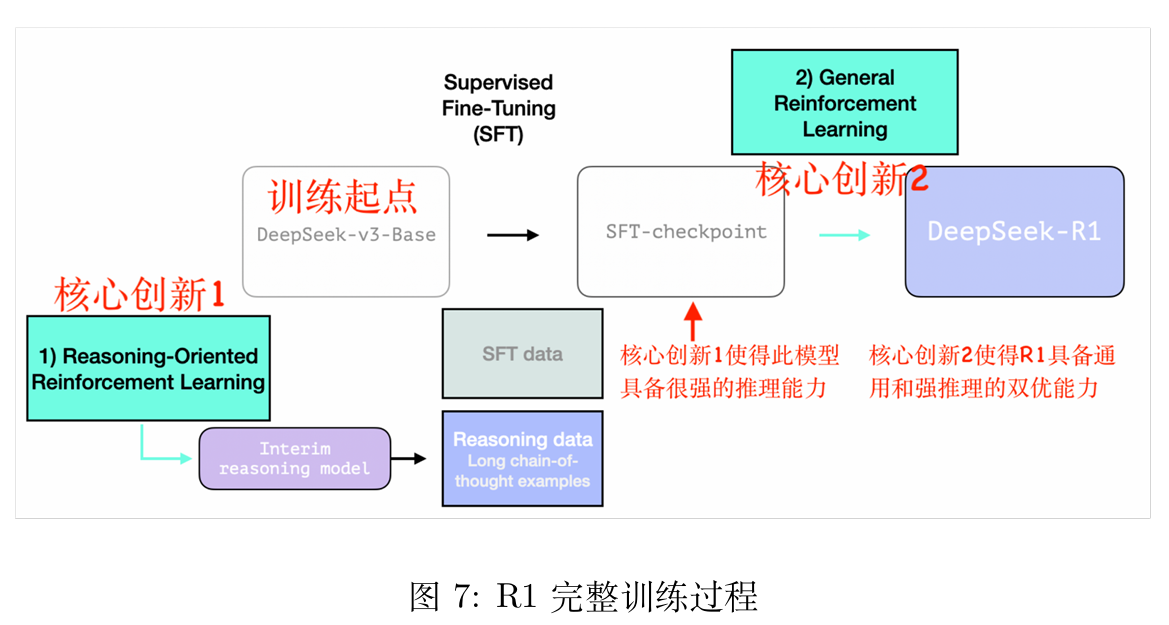 Supervised
Fine-Tuning
(SFT)
2) General
Reinforcement
Learning
训练起点
DeepSeek-v3-Base
SFT-checkpoint
核心创新2
DeepSeek-R1
核心创新1
1) Reasoning-Oriented
Reinforcement Learning
SFT data
核心创新1使得此模型
具备很强的推理能力
核心创新2使得R1具备通
用和强推理的双优能力
Interim
reasoning model
Reasoning data
Long chain-of-
thought examples
图 7: R1 完整训练过程